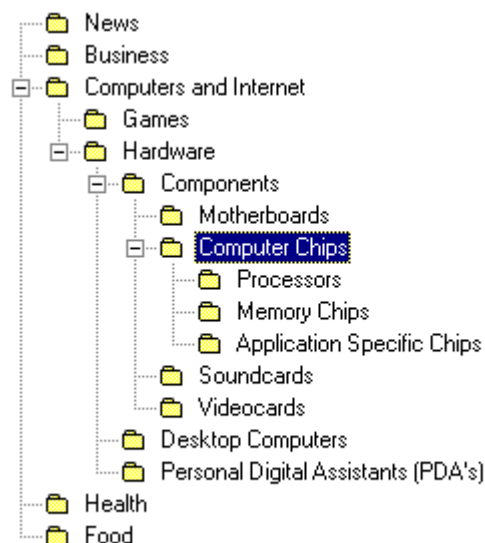 News
Business
Computers and Internet
Games
Hardware
Components
Motherboards
Computer Chips
Processors
Memory Chips
Application Specific Chips
Soundcards
Videocards
Desktop Computers
Personal Digital Assistants (PDA's)
Health
Food